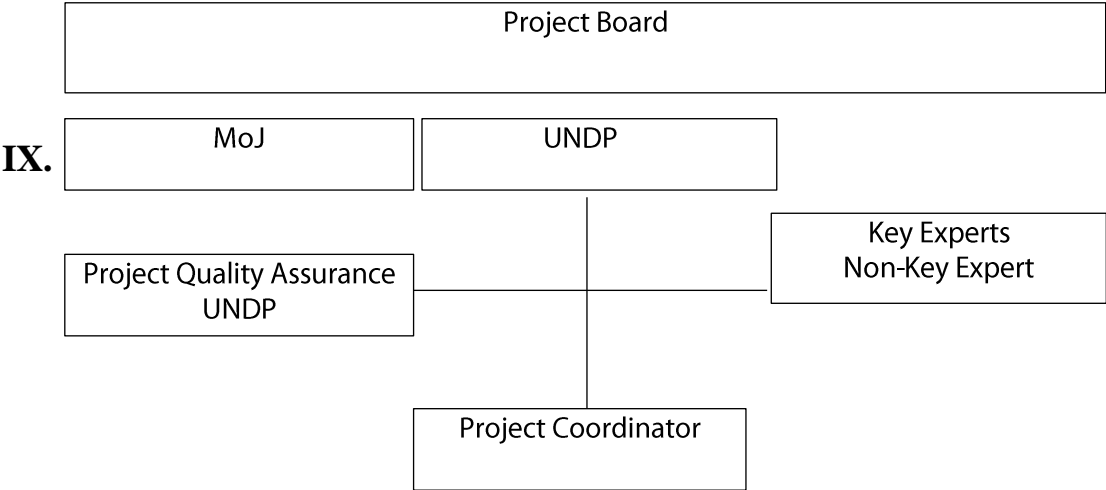 Project Board
IX.
MoJ
UNDP
Key Experts
Non-Key Expert
Project Quality Assurance
UNDP
Project Coordinator